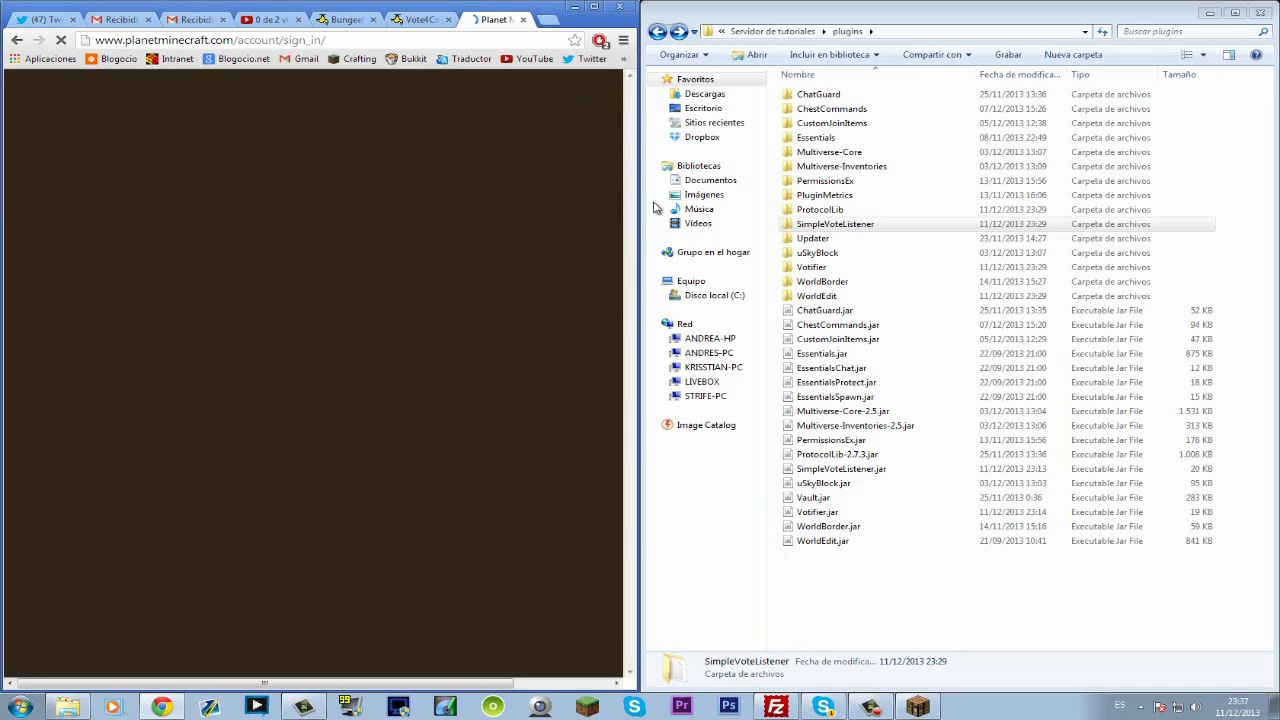 (47) Tw
Recibid
Recibid
0 de 2 vi
Bungee
Vote4Co
Planet M
www.planetminecraft.com/account/sign_in/
Aplicaciones
Blogocio
Intranet
Blogocio.net
Gmail
Crafting
Bukkit
Traductor
YouTube
Twitter
»
« Servidor de tutoriales ▸ plugins ▸
Buscar plugins
Organizar
Abrir
Incluir en biblioteca
Compartir con
Grabar
Nueva carpeta
Favoritos
Descargas
Escritorio
Sitios recientes
Dropbox
Bibliotecas
Documentos
Imágenes
Música
Vídeos
Grupo en el hogar
Equipo
Disco local (C:)
Red
ANDREA-HP
ANDRES-PC
KRISSTIAN-PC
LIVEBOX
STRIFE-PC
Image Catalog
Nombre Fecha de modifica... Tipo Tamaño
ChatGuard 25/11/2013 13:36 Carpeta de archivos
ChestCommands 07/12/2013 15:26 Carpeta de archivos
CustomJoinItems 05/12/2013 12:38 Carpeta de archivos
Essentials 08/11/2013 22:49 Carpeta de archivos
Multiverse-Core 03/12/2013 13:07 Carpeta de archivos
Multiverse-Inventories 03/12/2013 13:09 Carpeta de archivos
PermissionsEx 13/11/2013 15:56 Carpeta de archivos
PluginMetrics 13/11/2013 16:06 Carpeta de archivos
ProtocolLib 11/12/2013 23:29 Carpeta de archivos
SimpleVoteListener 11/12/2013 23:29 Carpeta de archivos
Updater 23/11/2013 14:27 Carpeta de archivos
uSkyBlock 03/12/2013 13:07 Carpeta de archivos
Votifier 11/12/2013 23:29 Carpeta de archivos
WorldBorder 14/11/2013 15:27 Carpeta de archivos
WorldEdit 11/12/2013 23:29 Carpeta de archivos
ChatGuard.jar 25/11/2013 13:35 Executable Jar File 52 KB
ChestCommands.jar 07/12/2013 15:20 Executable Jar File 94 KB
CustomJoinItems.jar 05/12/2013 12:29 Executable Jar File 47 KB
Essentials.jar 22/09/2013 21:00 Executable Jar File 875 KB
EssentialsChat.jar 22/09/2013 21:00 Executable Jar File 12 KB
EssentialsProtect.jar 22/09/2013 21:00 Executable Jar File 18 KB
EssentialsSpawn.jar 22/09/2013 21:00 Executable Jar File 15 KB
Multiverse-Core-2.5.jar 03/12/2013 13:04 Executable Jar File 1.531 KB
Multiverse-Inventories-2.5.jar 03/12/2013 13:06 Executable Jar File 313 KB
PermissionsEx.jar 13/11/2013 15:56 Executable Jar File 178 KB
ProtocolLib-2.7.3.jar 25/11/2013 13:36 Executable Jar File 1.008 KB
SimpleVoteListener.jar 11/12/2013 23:13 Executable Jar File 20 KB
uSkyBlock.jar 03/12/2013 13:03 Executable Jar File 95 KB
Vault.jar 25/11/2013 0:36 Executable Jar File 283 KB
Votifier.jar 11/12/2013 23:14 Executable Jar File 19 KB
WorldBorder.jar 14/11/2013 15:16 Executable Jar File 59 KB
WorldEdit.jar 21/09/2013 10:41 Executable Jar File 841 KB
SimpleVoteListener Fecha de modifica... 11/12/2013 23:29
Carpeta de archivos
99
Pr
Ps
Fz
ES
23:37
11/12/2013